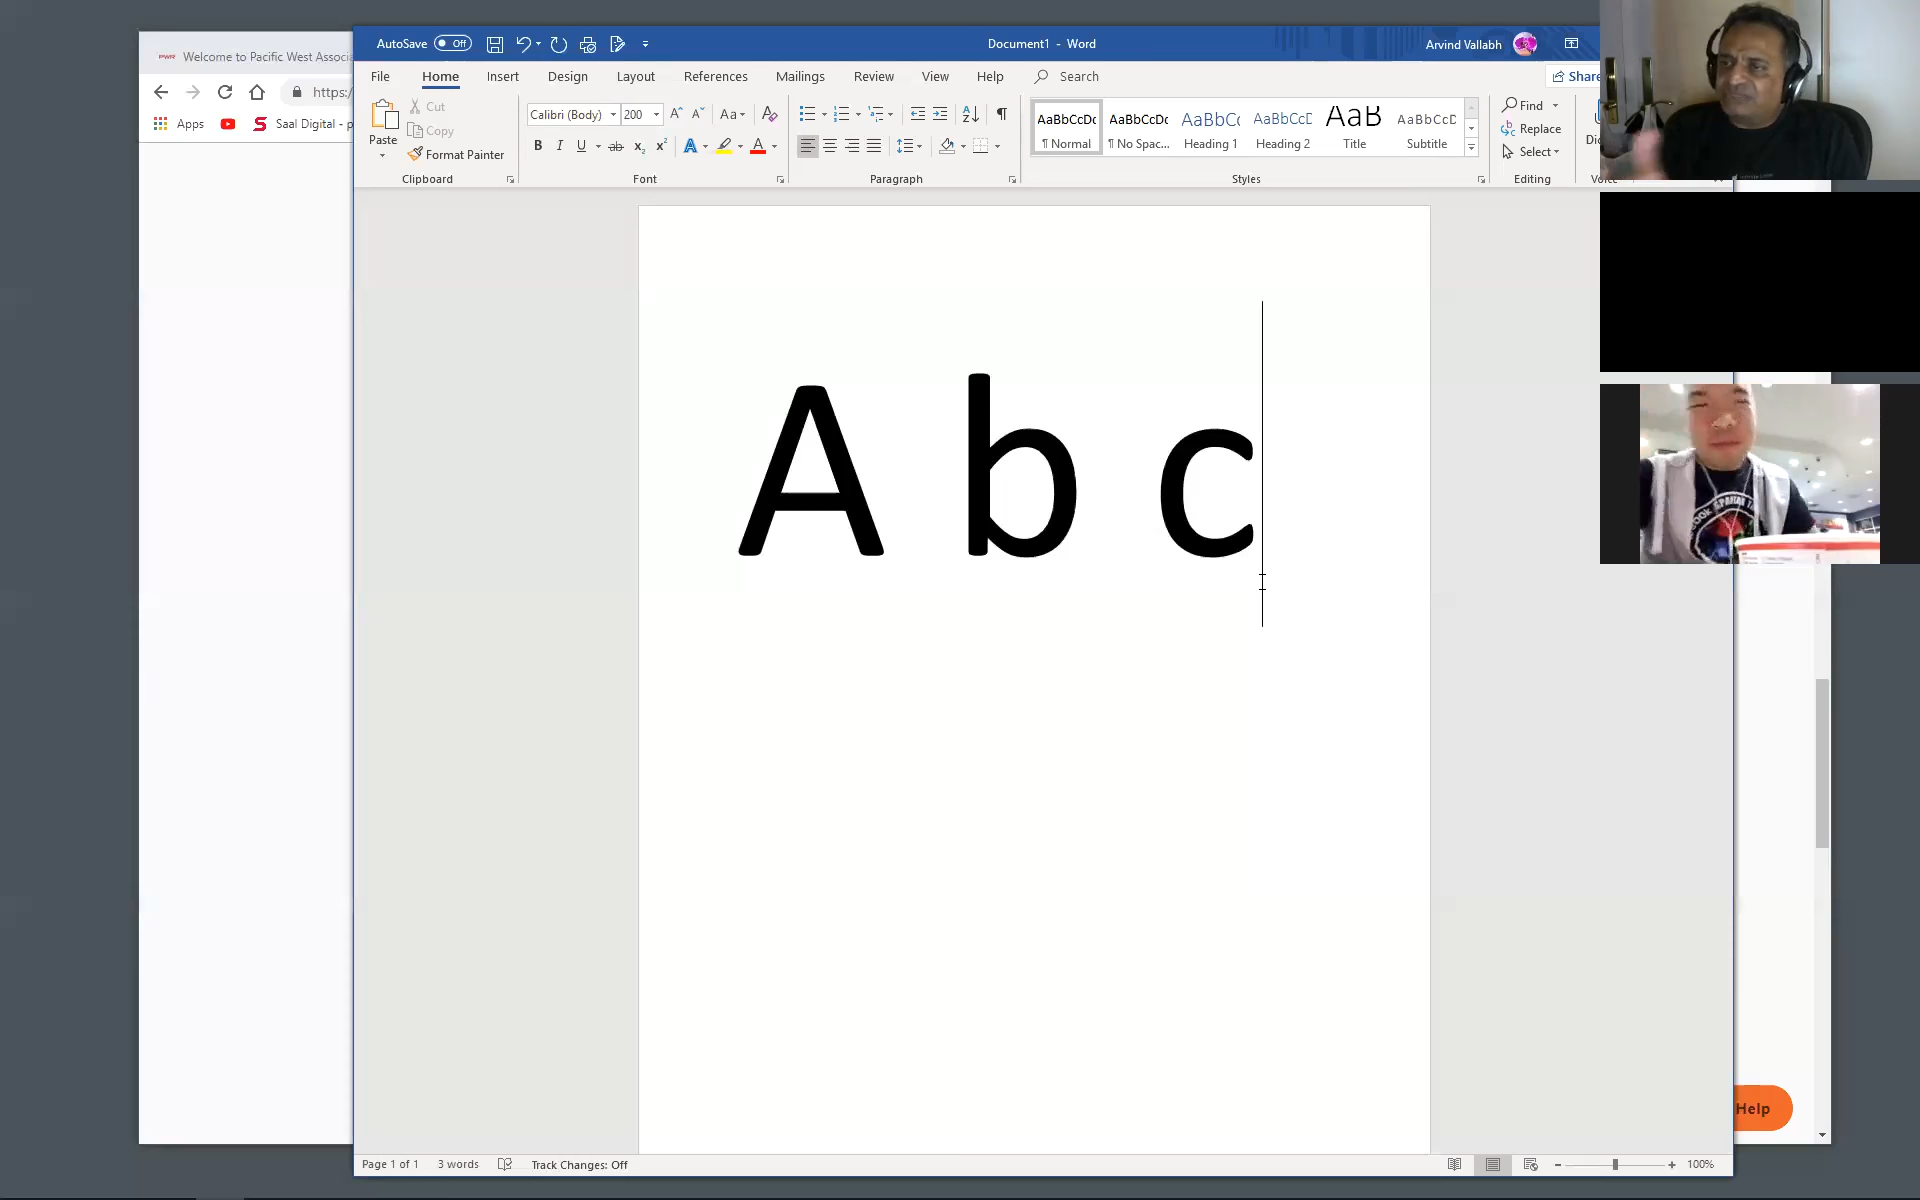 PWR Welcome to Pacific West Associa
https:/
Apps
Saal Digital - p
AutoSave Off
Document1 - Word
Arvind Vallabh
File Home Insert Design Layout References Mailings Review View Help Search
Share
Paste
Cut
Copy
Format Painter
Clipboard
Calibri (Body) 200
Font
Paragraph
AaBbCcDc AaBbCcDc AaBbCc AaBbCcD AaB AaBbCcD
¶ Normal ¶ No Spac... Heading 1 Heading 2 Title Subtitle
Styles
Find
Replace
Select
Editing
A b c
Help
Page 1 of 1 3 words Track Changes: Off 100%